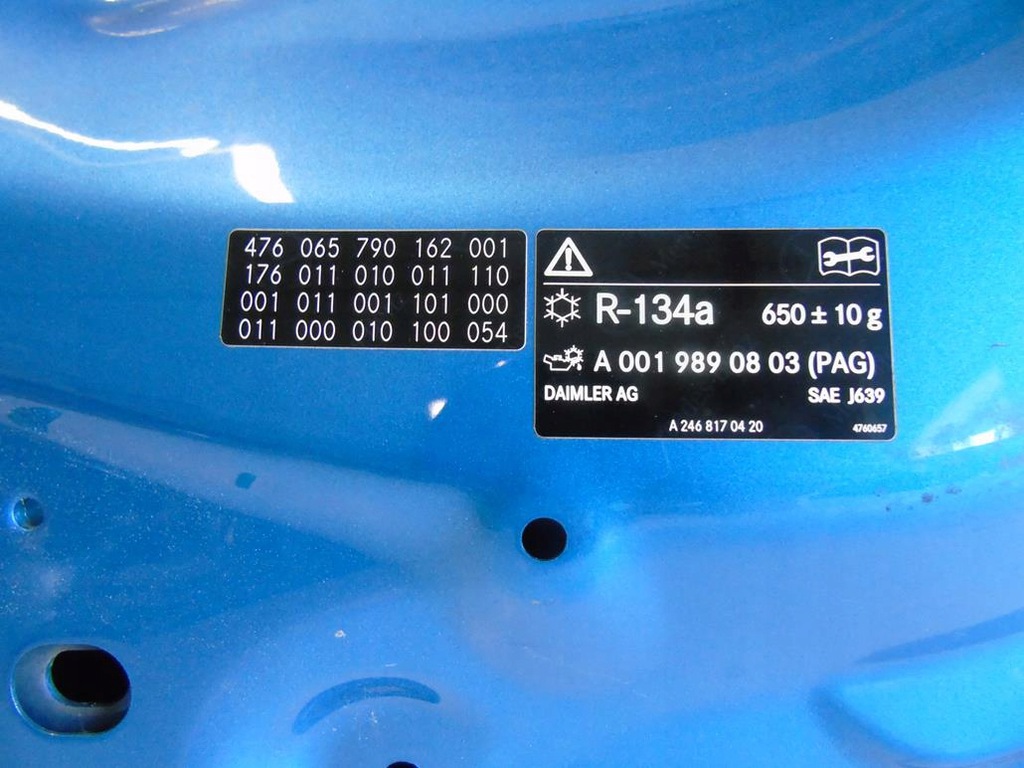 476 065 790 162 001
176 011 010 011 110
001 011 001 101 000
011 000 010 100 054
R-134a 650 ± 10 g
A 001 989 08 03 (PAG)
DAIMLER AG SAE J639
A 246 817 04 20 4760657